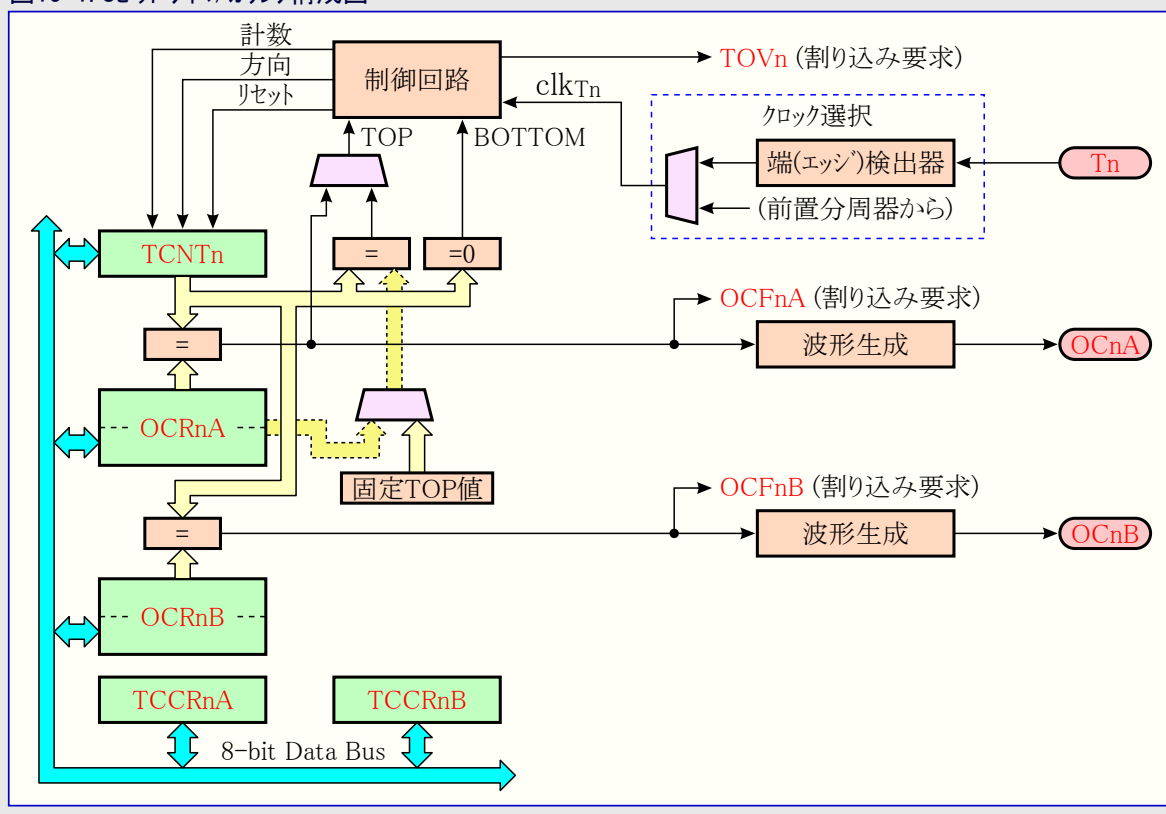 計数
方向
リセット
制御回路
TOVn (割り込み要求)
clkTn
TOP
BOTTOM
クロック選択
端(エッジ)検出器
Tn
(前置分周器から)
TCNTn
=
=0
OCFnA (割り込み要求)
=
波形生成
OCnA
OCRnA
固定TOP値
OCFnB (割り込み要求)
=
波形生成
OCnB
OCRnB
TCCRnA
TCCRnB
8-bit Data Bus